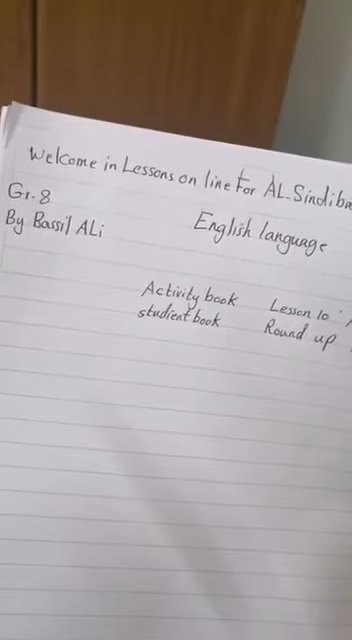 Welcome in Lessons on line For AL-Sindiba
Gr.8
By Bassil ALi
English language
Activity book Lesson 10
studient book Round up